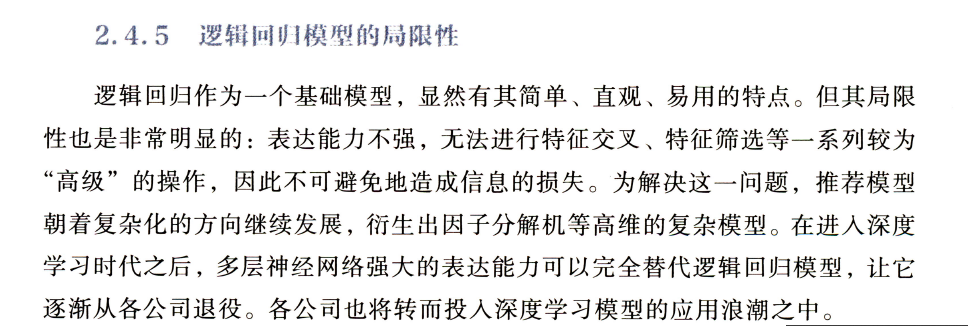 2.4.5 逻辑回归模型的局限性
逻辑回归作为一个基础模型，显然有其简单、直观、易用的特点。但其局限
性也是非常明显的：表达能力不强，无法进行特征交叉、特征筛选等一系列较为
“高级”的操作，因此不可避免地造成信息的损失。为解决这一问题，推荐模型
朝着复杂化的方向继续发展，衍生出因子分解机等高维的复杂模型。在进入深度
学习时代之后，多层神经网络强大的表达能力可以完全替代逻辑回归模型，让它
逐渐从各公司退役。各公司也将转而投入深度学习模型的应用浪潮之中。